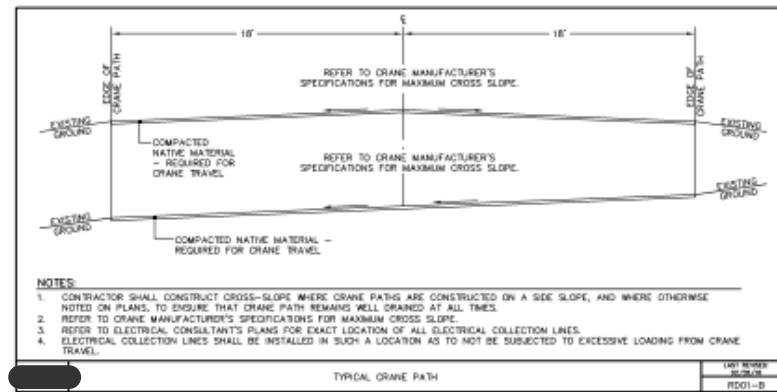 ℄
18' 18'
EDGE OF
CRANE PATH
EDGE OF
CRANE PATH
REFER TO CRANE MANUFACTURER'S
SPECIFICATIONS FOR MAXIMUM CROSS SLOPE.
EXISTING
GROUND
EXISTING
GROUND
COMPACTED
NATIVE MATERIAL
– REQUIRED FOR
CRANE TRAVEL
REFER TO CRANE MANUFACTURER'S
SPECIFICATIONS FOR MAXIMUM CROSS SLOPE.
EXISTING
GROUND
EXISTING
GROUND
COMPACTED NATIVE MATERIAL –
REQUIRED FOR CRANE TRAVEL
NOTES:
1. CONTRACTOR SHALL CONSTRUCT CROSS-SLOPE WHERE CRANE PATHS ARE CONSTRUCTED ON A SIDE SLOPE, AND WHERE OTHERWISE
NOTED ON PLANS, TO ENSURE THAT CRANE PATH REMAINS WELL DRAINED AT ALL TIMES.
2. REFER TO CRANE MANUFACTURER'S SPECIFICATIONS FOR MAXIMUM CROSS SLOPE.
3. REFER TO ELECTRICAL CONSULTANT'S PLANS FOR EXACT LOCATION OF ALL ELECTRICAL COLLECTION LINES.
4. ELECTRICAL COLLECTION LINES SHALL BE INSTALLED IN SUCH A LOCATION AS TO NOT BE SUBJECTED TO EXCESSIVE LOADING FROM CRANE
TRAVEL.
TYPICAL CRANE PATH
LAST REVISED
RD01-B